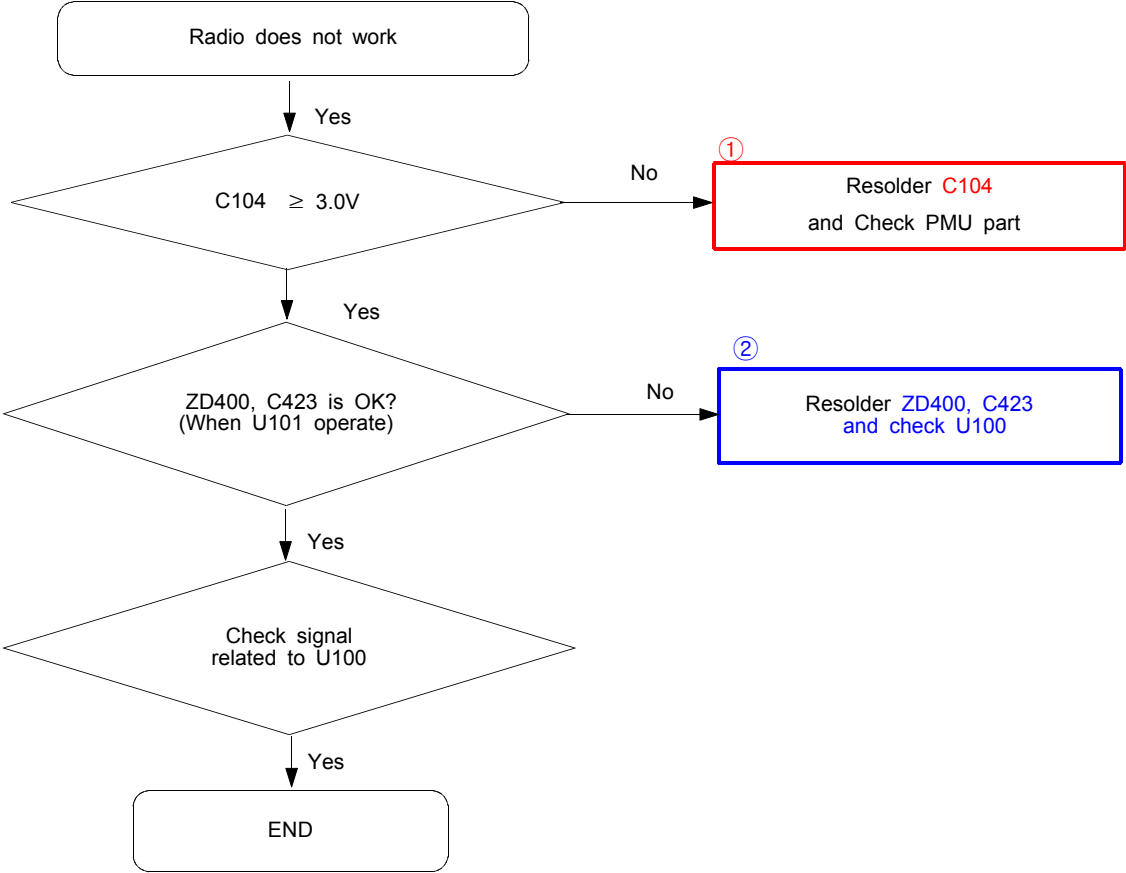 Radio does not work
Yes
C104 ≥ 3.0V
No
①
Resolder C104
and Check PMU part
Yes
ZD400, C423 is OK?
(When U101 operate)
No
②
Resolder ZD400, C423
and check U100
Yes
Check signal
related to U100
Yes
END